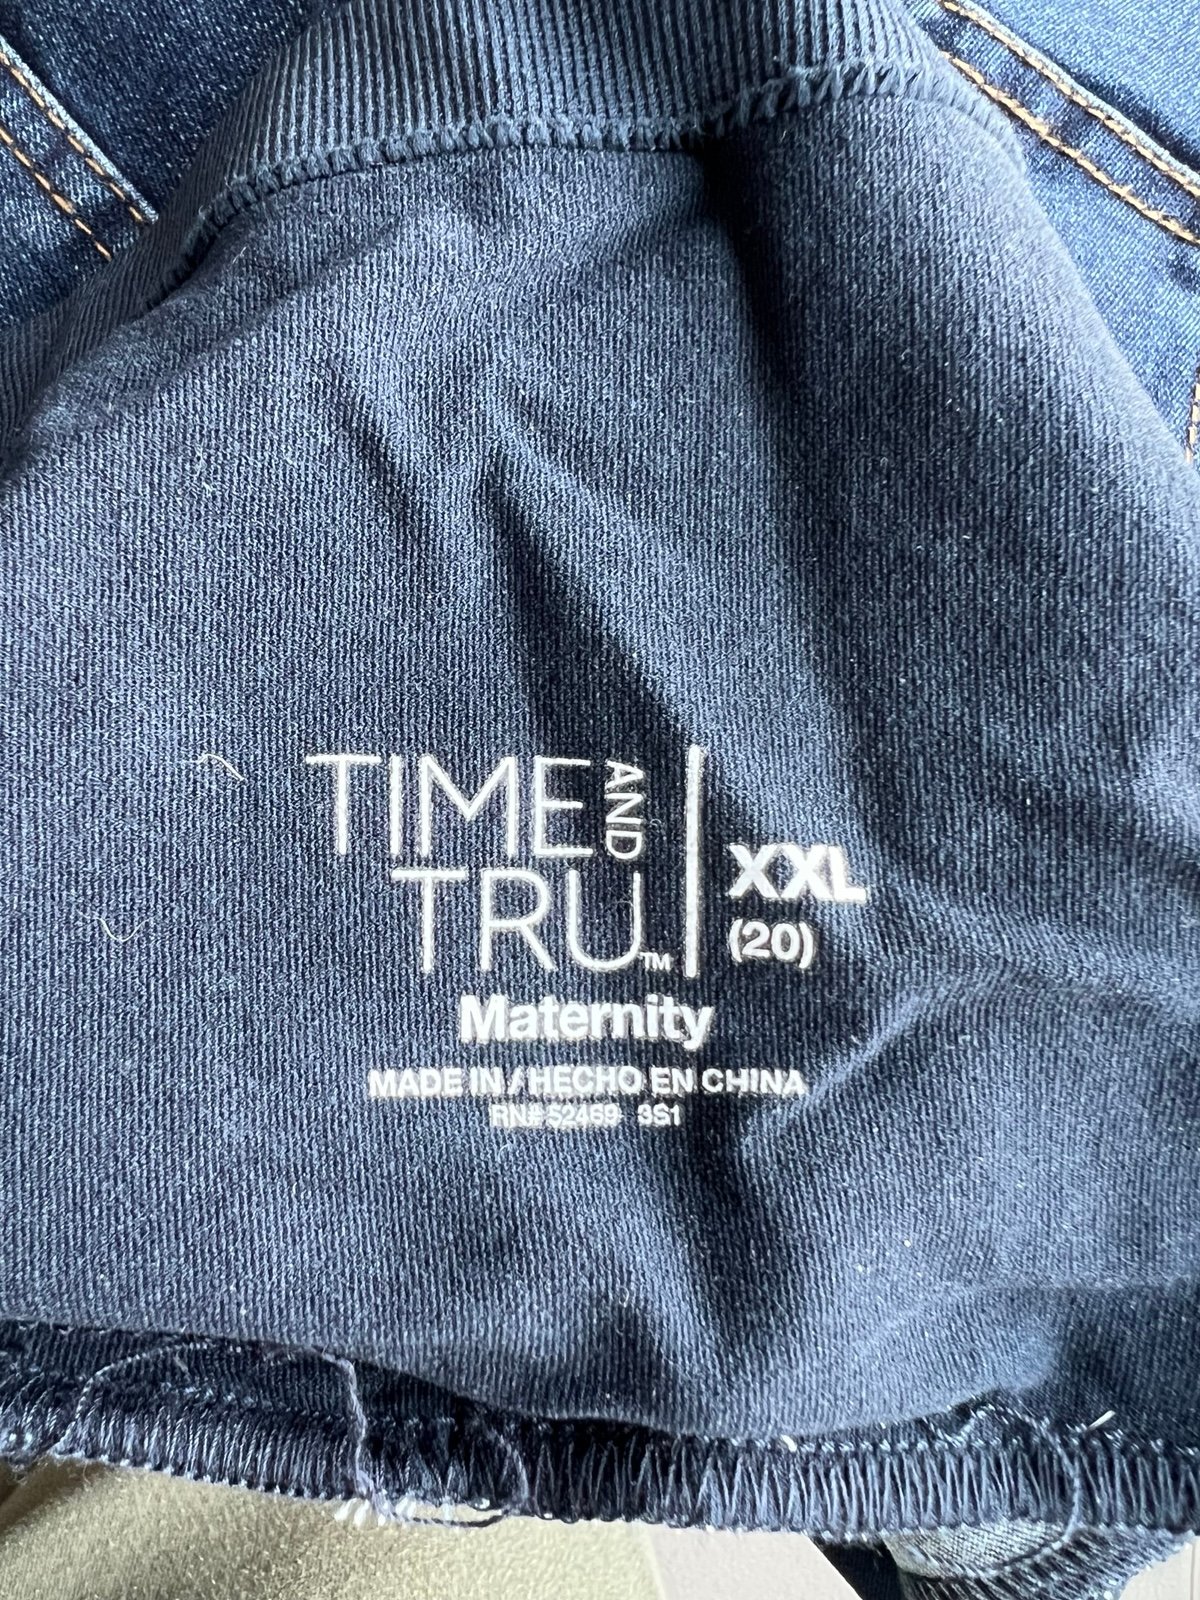 TIME AND
TRU™
XXL
(20)
Maternity
MADE IN / HECHO EN CHINA
RN# 52469 3S1